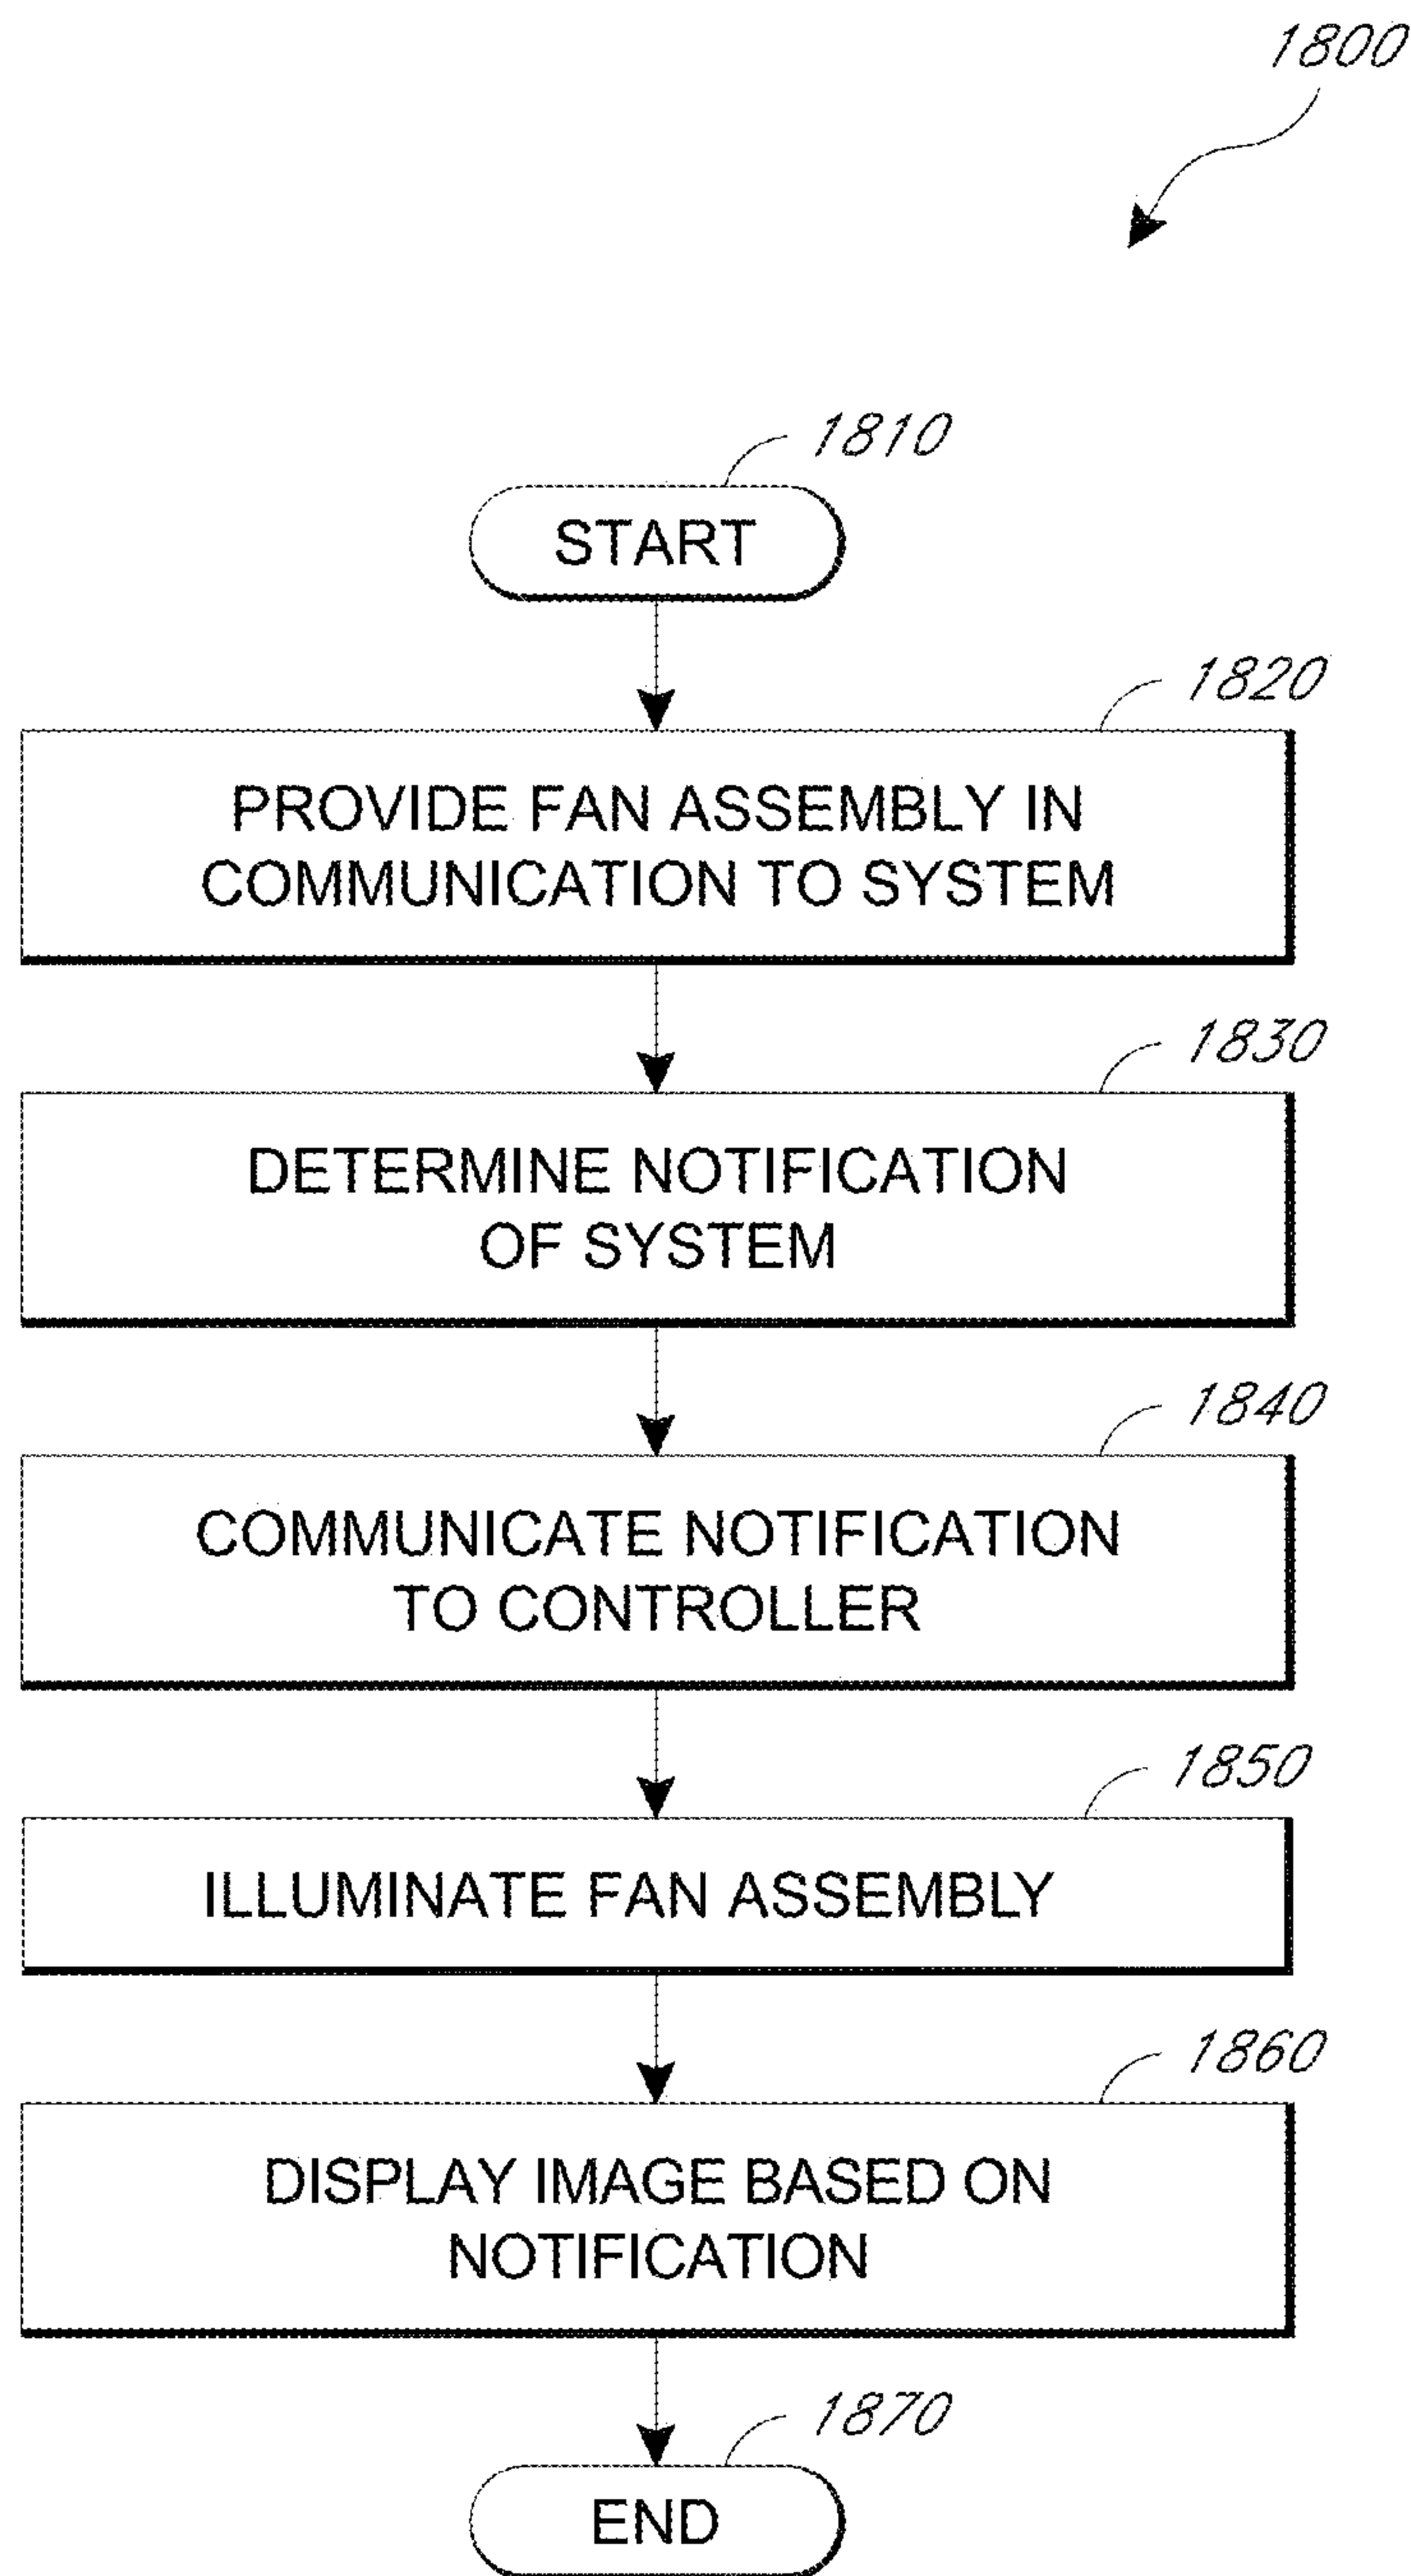 1800
1810
START
1820
PROVIDE FAN ASSEMBLY IN
COMMUNICATION TO SYSTEM
1830
DETERMINE NOTIFICATION
OF SYSTEM
1840
COMMUNICATE NOTIFICATION
TO CONTROLLER
1850
ILLUMINATE FAN ASSEMBLY
1860
DISPLAY IMAGE BASED ON
NOTIFICATION
1870
END